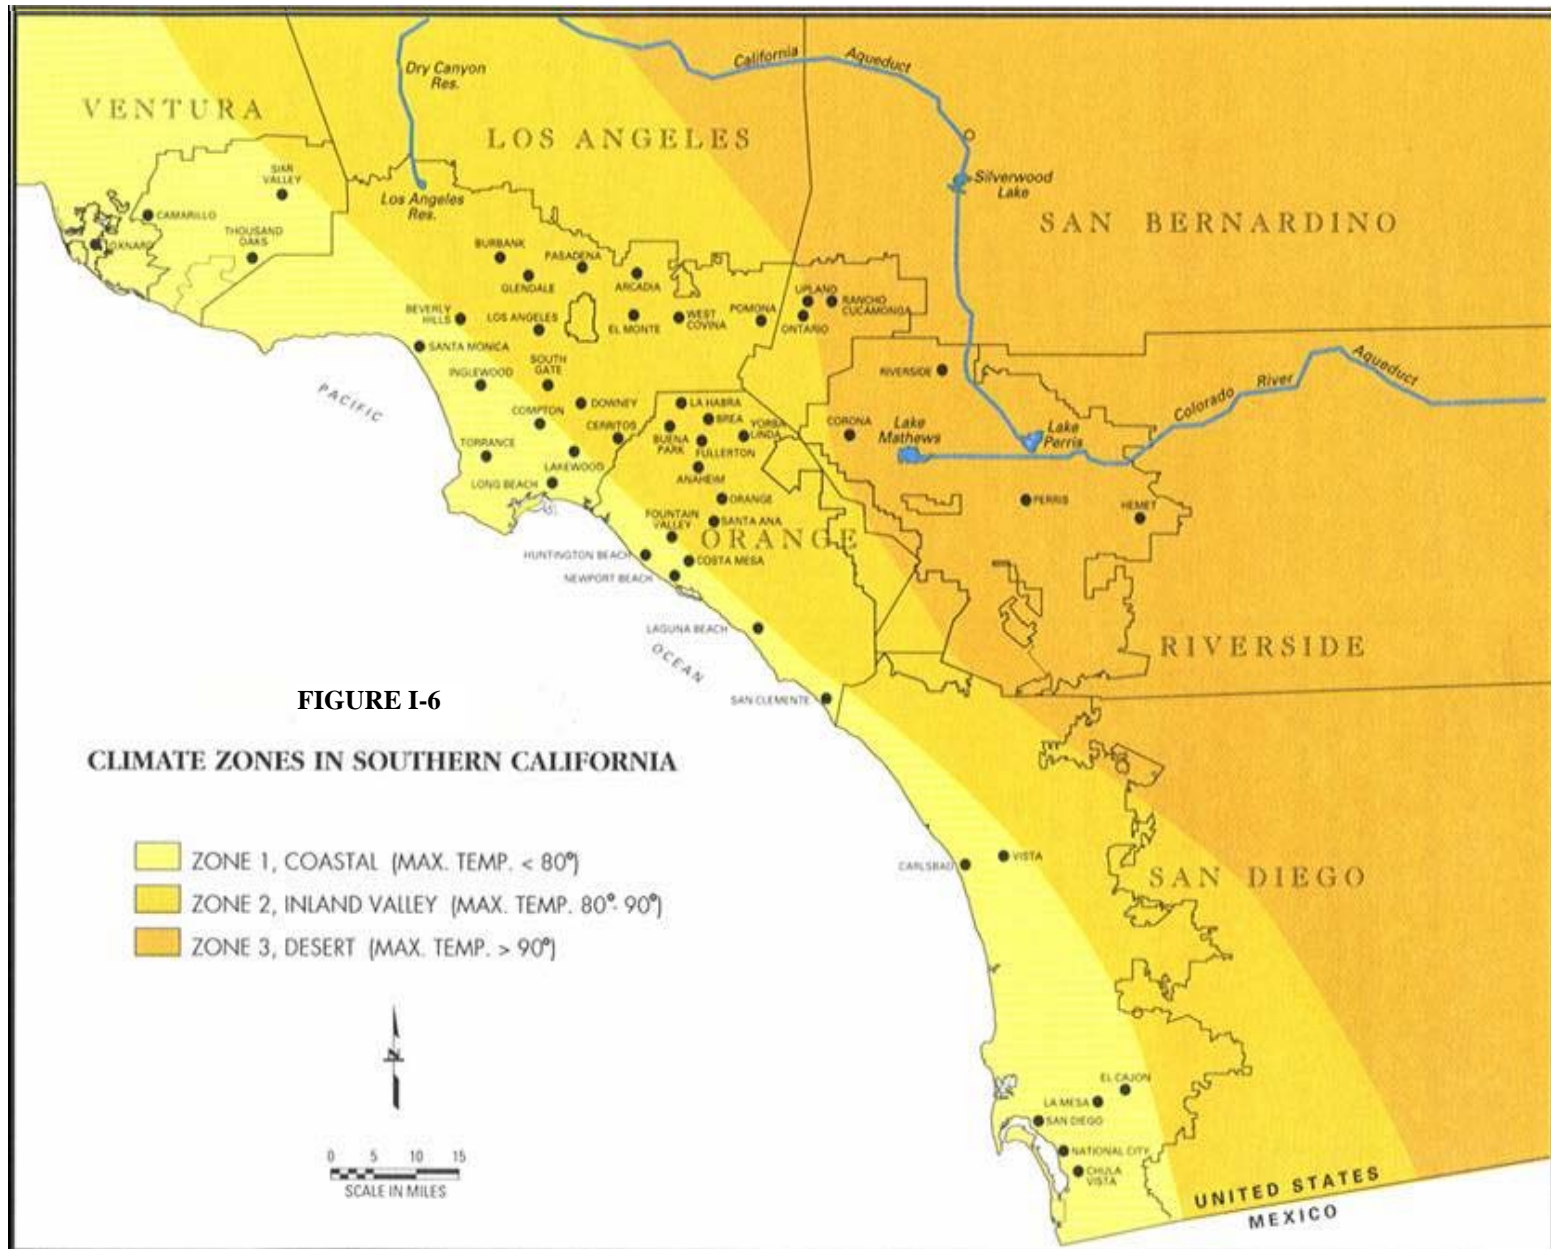 California
Aqueduct
Dry Canyon
Res.
VENTURA
LOS ANGELES
SIMI
VALLEY
Los Angeles
Res.
Silverwood
Lake
SAN BERNARDINO
CAMARILLO
OXNARD
THOUSAND
OAKS
BURBANK
PASADENA
GLENDALE
ARCADIA
UPLAND
RANCHO
CUCAMONGA
BEVERLY
HILLS
LOS ANGELES
EL MONTE
WEST
COVINA
POMONA
ONTARIO
SANTA MONICA
SOUTH
GATE
INGLEWOOD
RIVERSIDE
Colorado
River
Aqueduct
PACIFIC
DOWNEY
LA HABRA
COMPTON
CERRITOS
BREA
BUENA
PARK
YORBA
LINDA
FULLERTON
CORONA
Lake
Mathews
Lake
Perris
TORRANCE
LAKEWOOD
ANAHEIM
LONG BEACH
ORANGE
PERRIS
HEMET
FOUNTAIN
VALLEY
SANTA ANA
ORANGE
HUNTINGTON BEACH
COSTA MESA
NEWPORT BEACH
LAGUNA BEACH
OCEAN
RIVERSIDE
SAN CLEMENTE
FIGURE I-6
CLIMATE ZONES IN SOUTHERN CALIFORNIA
ZONE 1, COASTAL (MAX. TEMP. < 80°)
ZONE 2, INLAND VALLEY (MAX. TEMP. 80°- 90°)
ZONE 3, DESERT (MAX. TEMP. > 90°)
CARLSBAD
VISTA
SAN DIEGO
N
0 5 10 15
SCALE IN MILES
EL CAJON
LA MESA
SAN DIEGO
NATIONAL CITY
CHULA
VISTA
UNITED STATES
MEXICO